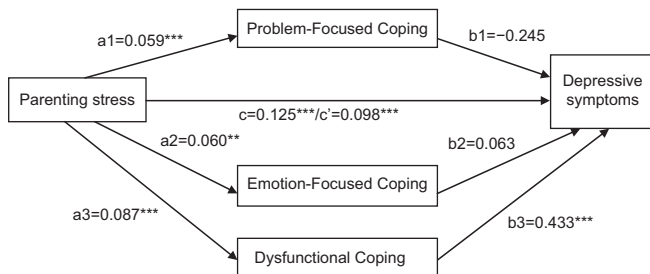 Problem-Focused Coping
a1=0.059***
b1=−0.245
Depressive
symptoms
Parenting stress
c=0.125***/c'=0.098***
a2=0.060**
b2=0.063
Emotion-Focused Coping
a3=0.087***
b3=0.433***
Dysfunctional Coping